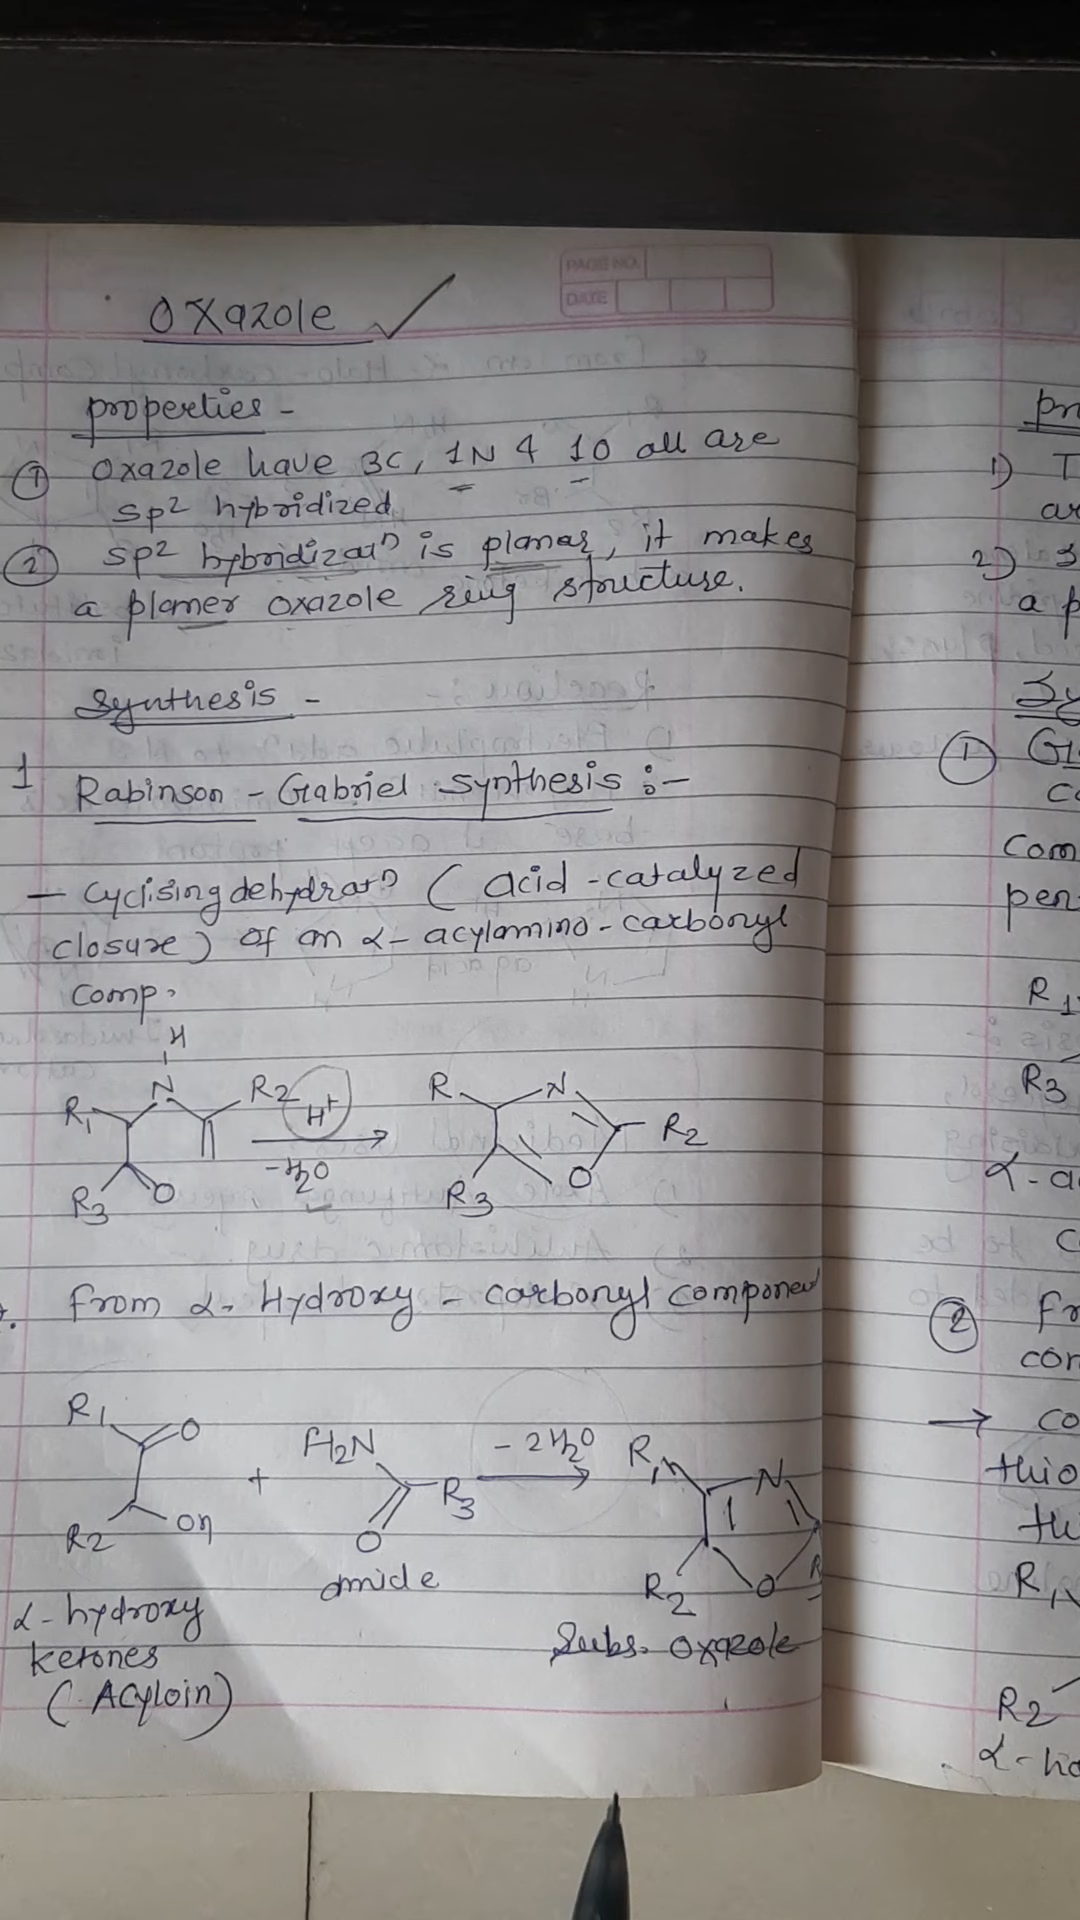 PAGE NO.
DATE
Oxazole ✓
properties -
① Oxazole have 3C, 1N & 1O all are
sp2 hybridized
② sp2 hybridizatn is planar, it makes
a planer oxazole ring structure.
Synthesis -
1 Rabinson - Gabriel synthesis :-
- Cyclising dehydratn (acid-catalyzed
closure) of an α- acylamino-carbonyl
comp.
H
N
R1
R2
H+
-H2O
R3
O
R
N
R2
R3
O
from α- Hydroxy - carbonyl component
R1
O
R2
OH
+
H2N
R3
O
- 2H2O
R1
N
R2
O
R
amide
α-hydroxy
ketones
(Acyloin)
Subs. Oxazole
1)
ar
2)
a p
①
Com
pen
R1
R3
α-a
C
② Fr
con
→ co
thio
th
R1
R2
α-h